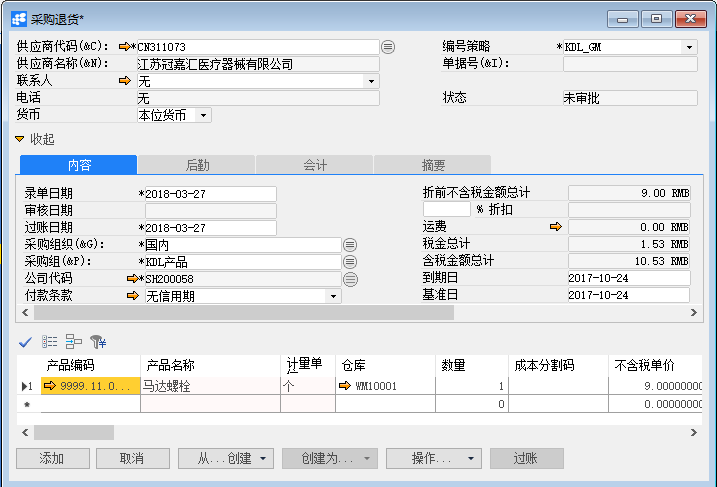 采购退货*
供应商代码(&C): *CN311073
编号策略 *KDL_GM
供应商名称(&N): 江苏冠嘉汇医疗器械有限公司
单据号(&I):
联系人 无
电话 无
状态 未审批
货币 本位货币
收起
内容 后勤 会计 摘要
录单日期 *2018-03-27
折前不含税金额总计 9.00 RMB
审核日期
% 折扣
过账日期 *2018-03-27
运费 0.00 RMB
采购组织(&G): *国内
税金总计 1.53 RMB
采购组(&P): *KDL产品
含税金额总计 10.53 RMB
公司代码 *SH200058
到期日 2017-10-24
付款条款 无信用期
基准日 2017-10-24
产品编码 产品名称 计量单 仓库 数量 成本分割码 不含税单价
1 9999.11.0... 马达螺栓 个 WM10001 1 9.00000000
* 0 0.00000000
添加 取消 从...创建 创建为... 操作... 过账